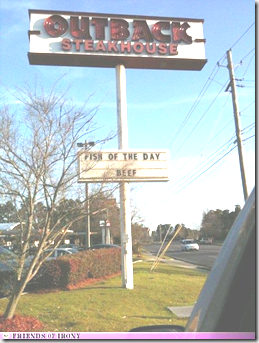 OUTBACK
STEAKHOUSE
FISH OF THE DAY
BEEF
FRIENDS OF IRONY